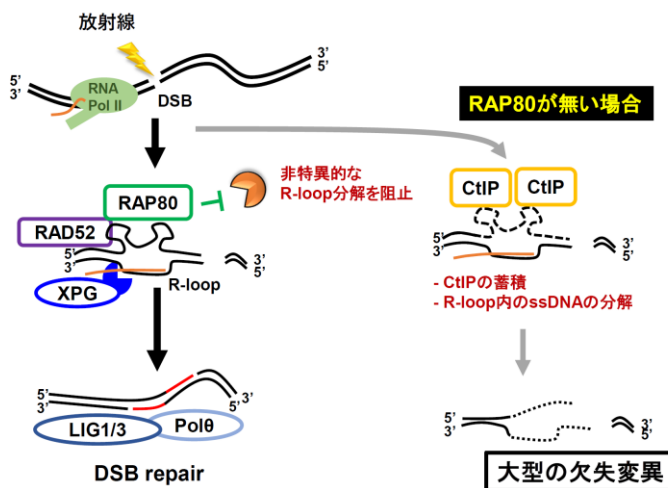 放射線
5’
3’
RNA
Pol II
DSB
3’
5’
RAP80が無い場合
RAP80
非特異的な
R-loop分解を阻止
RAD52
5’
3’
XPG
R-loop
3’
5’
CtIP
CtIP
5’
3’
3’
5’
- CtIPの蓄積
- R-loop内のssDNAの分解
5’
3’
3’
5’
LIG1/3
Polθ
DSB repair
5’
3’
3’
5’
大型の欠失変異